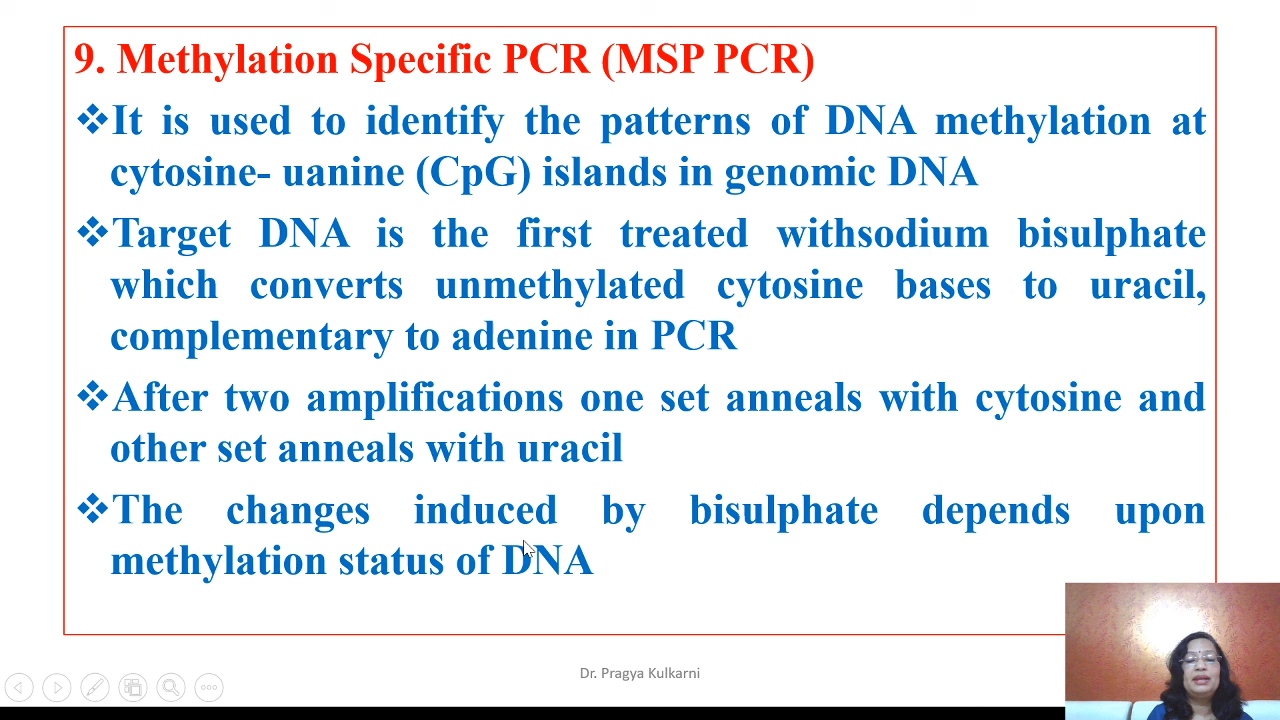 9. Methylation Specific PCR (MSP PCR)
❖It is used to identify the patterns of DNA methylation at
cytosine- uanine (CpG) islands in genomic DNA
❖Target DNA is the first treated withsodium bisulphate
which converts unmethylated cytosine bases to uracil,
complementary to adenine in PCR
❖After two amplifications one set anneals with cytosine and
other set anneals with uracil
❖The changes induced by bisulphate depends upon
methylation status of DNA
Dr. Pragya Kulkarni